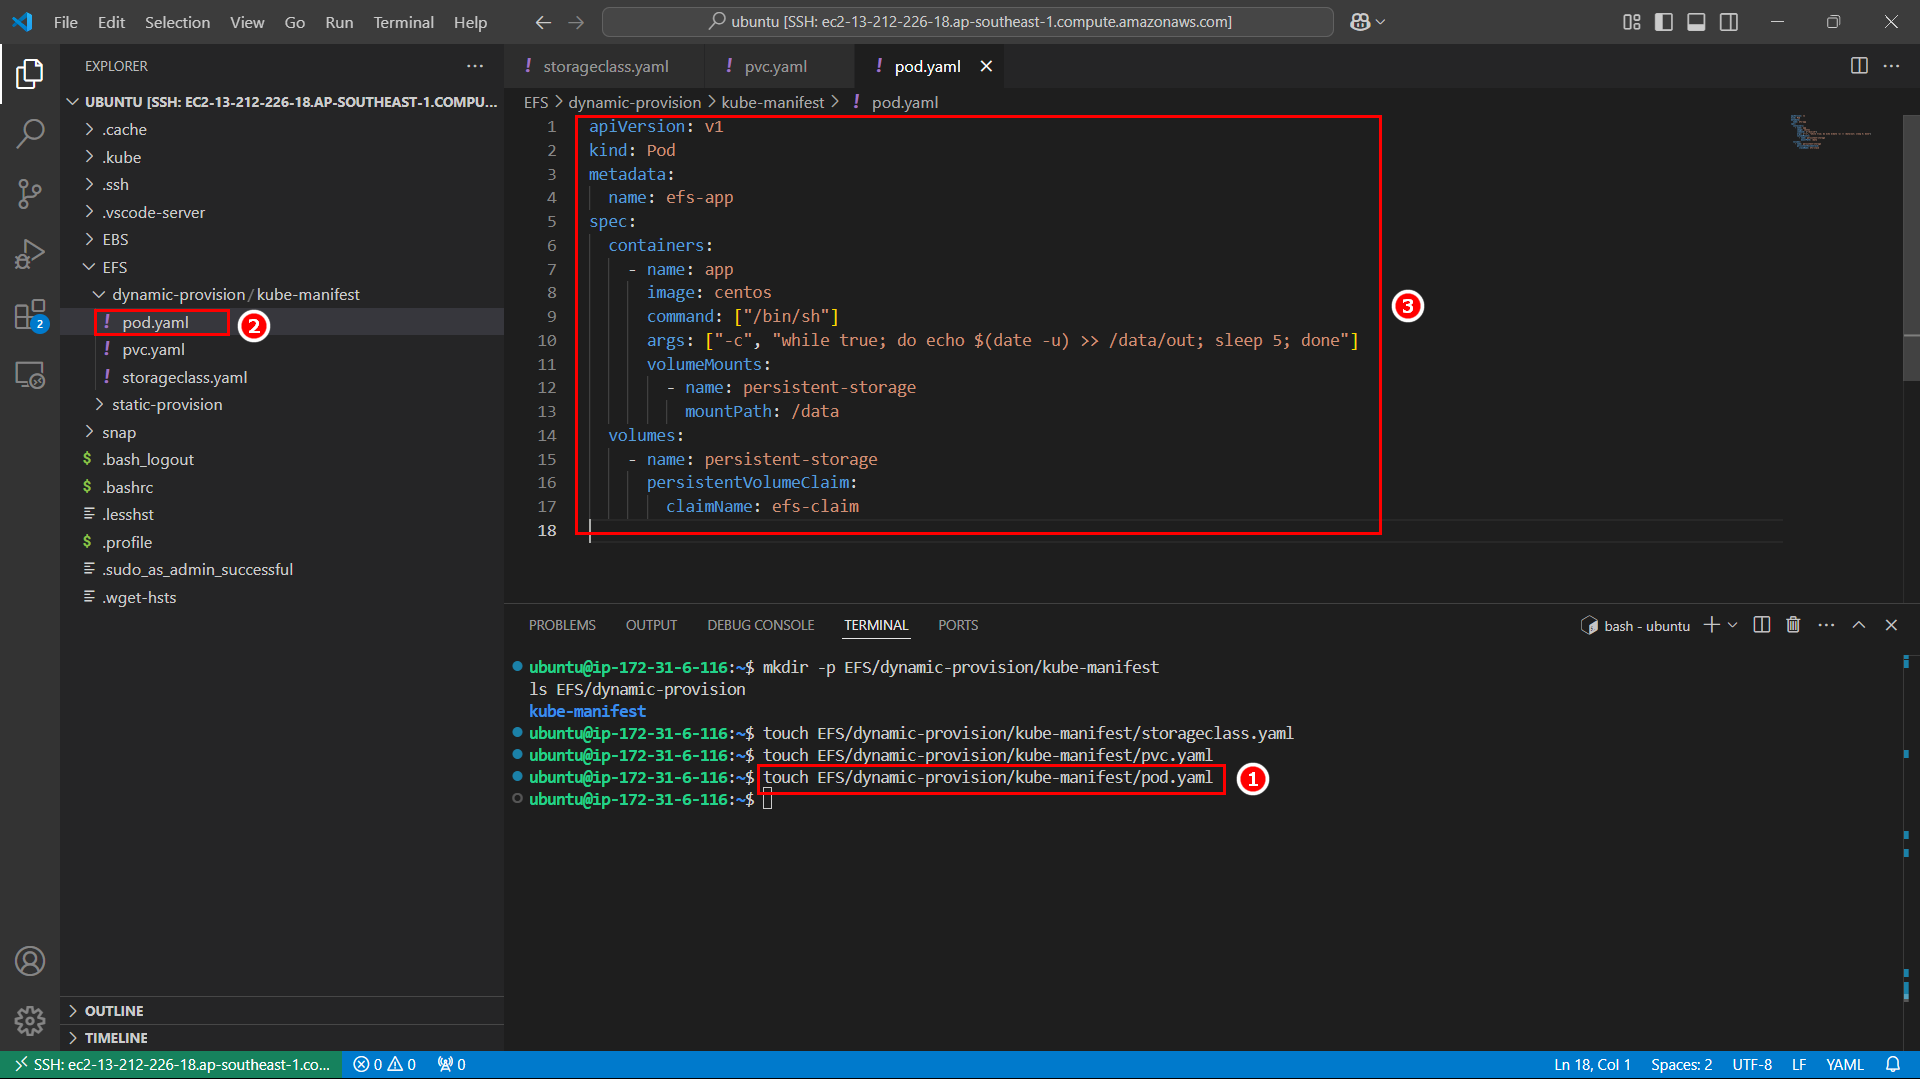 File Edit Selection View Go Run Terminal Help
ubuntu [SSH: ec2-13-212-226-18.ap-southeast-1.compute.amazonaws.com]
EXPLORER
UBUNTU [SSH: EC2-13-212-226-18.AP-SOUTHEAST-1.COMPU...
.cache
.kube
.ssh
.vscode-server
EBS
EFS
dynamic-provision / kube-manifest
! pod.yaml
2
! pvc.yaml
! storageclass.yaml
static-provision
snap
$ .bash_logout
$ .bashrc
.lesshst
$ .profile
.sudo_as_admin_successful
.wget-hsts
OUTLINE
TIMELINE
2
! storageclass.yaml
! pvc.yaml
! pod.yaml
EFS > dynamic-provision > kube-manifest > ! pod.yaml
1 apiVersion: v1
2 kind: Pod
3 metadata:
4   name: efs-app
5 spec:
6   containers:
7     - name: app
8       image: centos
9       command: ["/bin/sh"]
10       args: ["-c", "while true; do echo $(date -u) >> /data/out; sleep 5; done"]
11       volumeMounts:
12         - name: persistent-storage
13           mountPath: /data
14   volumes:
15     - name: persistent-storage
16       persistentVolumeClaim:
17         claimName: efs-claim
18
3
PROBLEMS OUTPUT DEBUG CONSOLE TERMINAL PORTS
bash - ubuntu
ubuntu@ip-172-31-6-116:~$ mkdir -p EFS/dynamic-provision/kube-manifest
ls EFS/dynamic-provision
kube-manifest
ubuntu@ip-172-31-6-116:~$ touch EFS/dynamic-provision/kube-manifest/storageclass.yaml
ubuntu@ip-172-31-6-116:~$ touch EFS/dynamic-provision/kube-manifest/pvc.yaml
ubuntu@ip-172-31-6-116:~$ touch EFS/dynamic-provision/kube-manifest/pod.yaml
1
ubuntu@ip-172-31-6-116:~$
SSH: ec2-13-212-226-18.ap-southeast-1.co... 0 0 0
Ln 18, Col 1 Spaces: 2 UTF-8 LF YAML